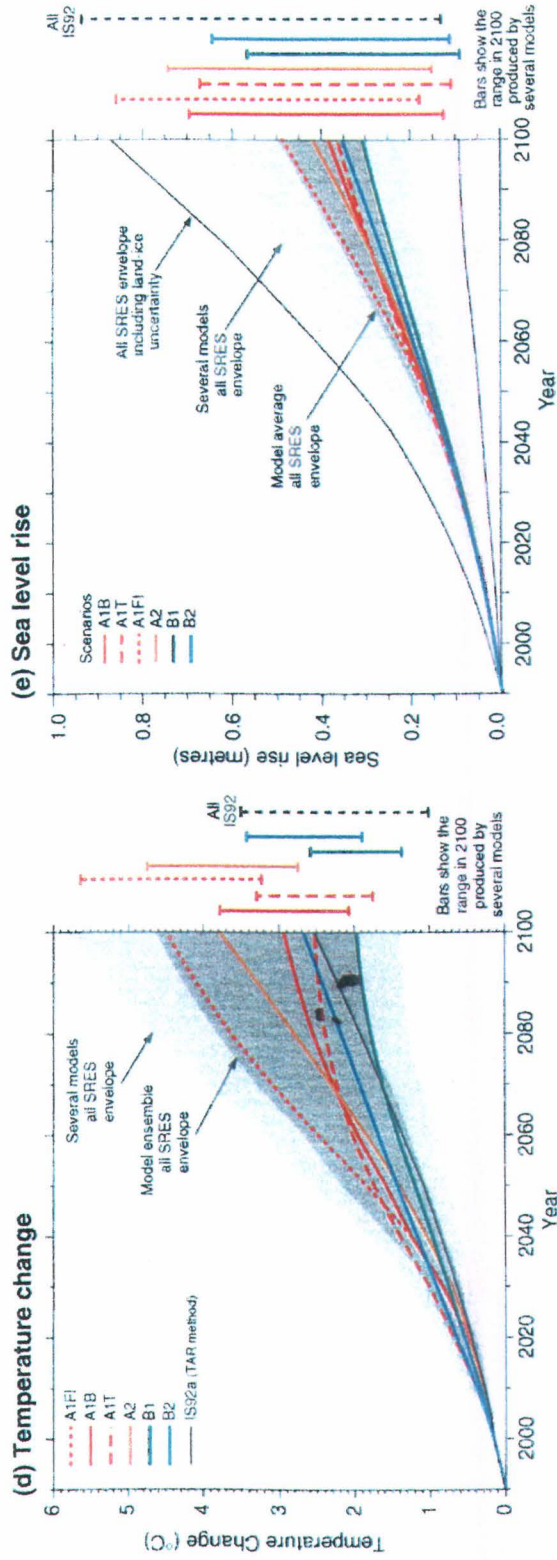 (d) Temperature change
A1FI
A1B
A1T
A2
B1
B2
IS92a (TAR method)
Several models
all SRES
envelope
Model ensemble
all SRES
envelope
All
IS92
Bars show the
range in 2100
produced by
several models
Temperature Change (°C)
6
5
4
3
2
1
0
2000
2020
2040
2060
2080
2100
Year
(e) Sea level rise
Scenarios
A1B
A1T
A1FI
A2
B1
B2
All SRES envelope
including land-ice
uncertainty
Several models
all SRES
envelope
Model average
all SRES
envelope
All
IS92
Bars show the
range in 2100
produced by
several models
Sea level rise (metres)
1.0
0.8
0.6
0.4
0.2
0.0
2000
2020
2040
2060
2080
2100
Year